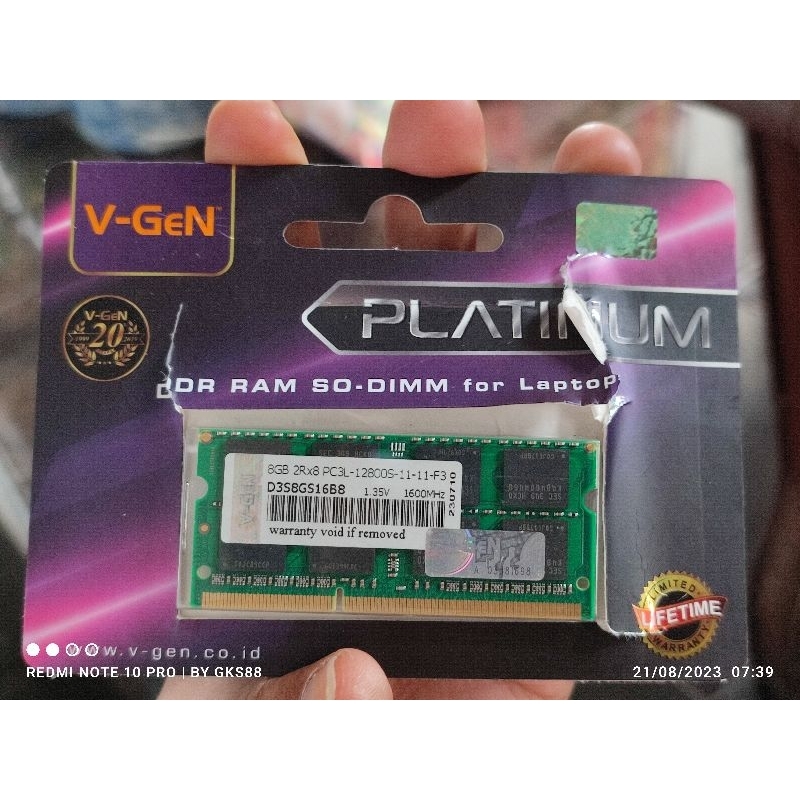 V-GeN
V-GeN
20
PLATINUM
DDR RAM SO-DIMM for Laptop
8GB 2Rx8 PC3L-12800S-11-11-F3
D3S8GS16B8 1.35V 1600MHz
230710
warranty void if removed
LIMITED
LIFETIME
WARRANTY
www.v-gen.co.id
REDMI NOTE 10 PRO | BY GKS88
21/08/2023 07:39